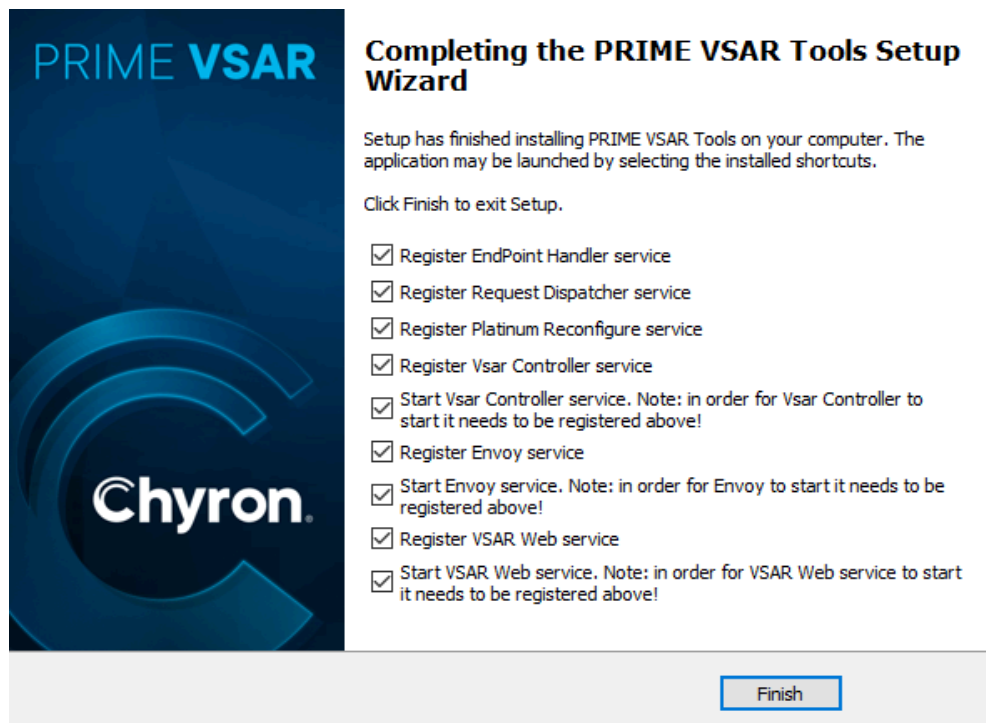 PRIME VSAR
Completing the PRIME VSAR Tools Setup
Wizard
Setup has finished installing PRIME VSAR Tools on your computer. The
application may be launched by selecting the installed shortcuts.
Click Finish to exit Setup.
Register EndPoint Handler service
Register Request Dispatcher service
Register Platinum Reconfigure service
Register Vsar Controller service
Start Vsar Controller service. Note: in order for Vsar Controller to
start it needs to be registered above!
Register Envoy service
Start Envoy service. Note: in order for Envoy to start it needs to be
registered above!
Register VSAR Web service
Start VSAR Web service. Note: in order for VSAR Web service to start
it needs to be registered above!
Chyron.
Finish